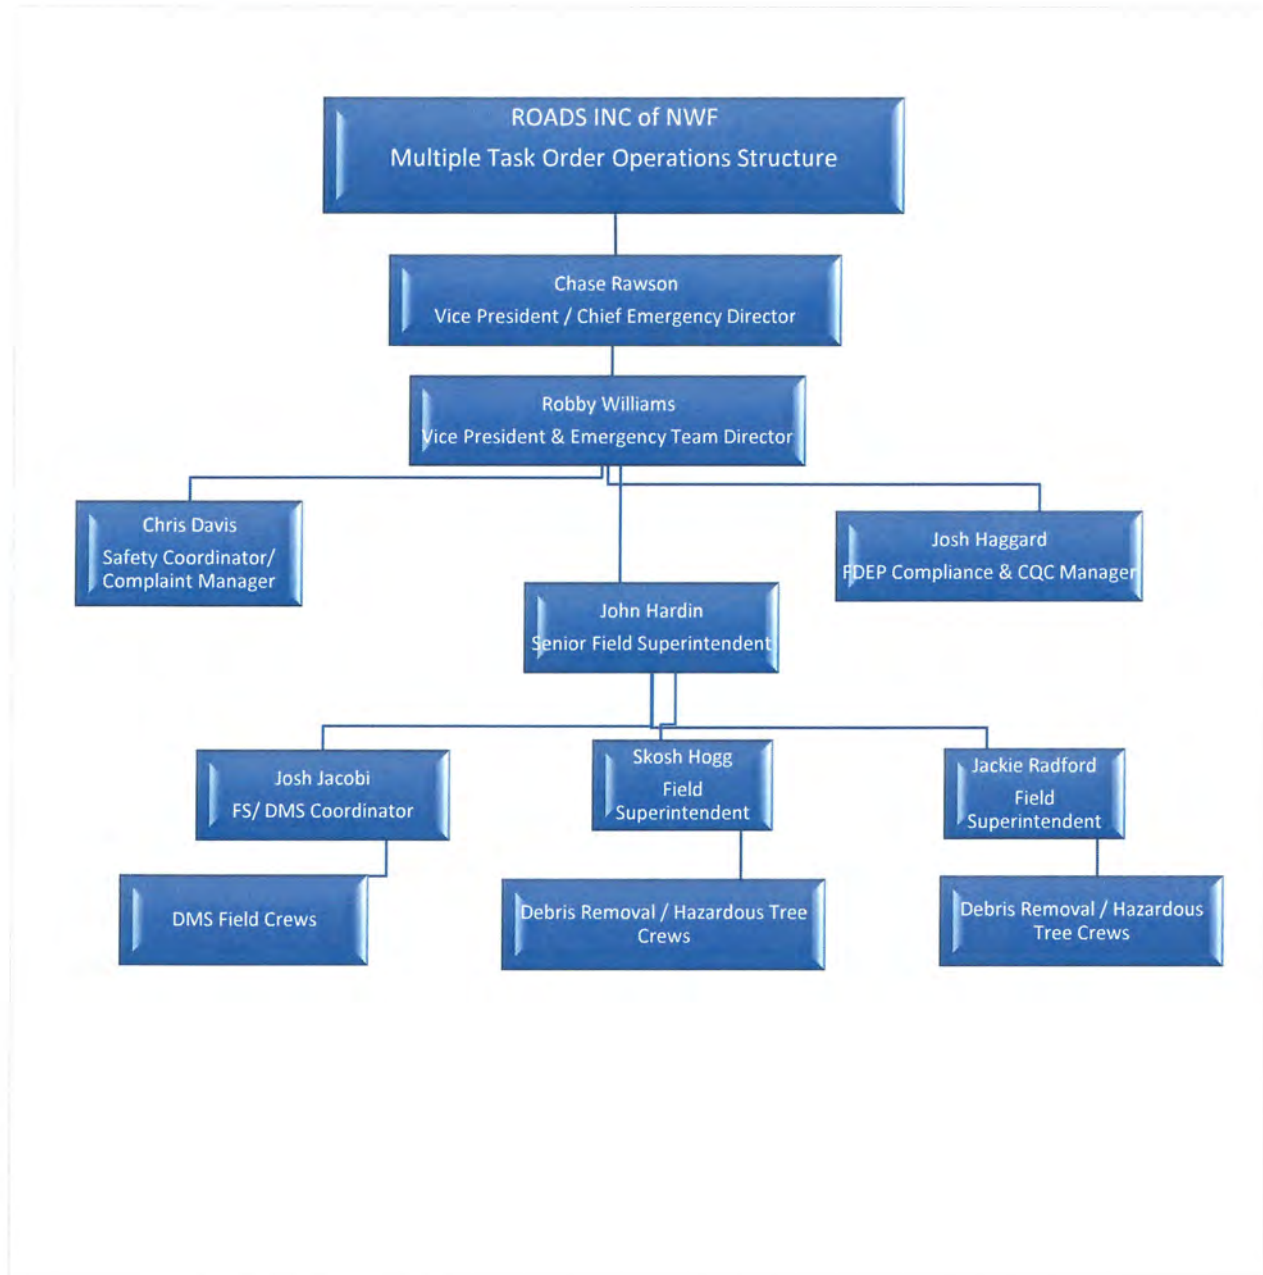 ROADS INC of NWF
Multiple Task Order Operations Structure
Chase Rawson
Vice President / Chief Emergency Director
Robby Williams
Vice President & Emergency Team Director
Chris Davis
Safety Coordinator/
Complaint Manager
Josh Haggard
FDEP Compliance & CQC Manager
John Hardin
Senior Field Superintendent
Josh Jacobi
FS/ DMS Coordinator
Skosh Hogg
Field
Superintendent
Jackie Radford
Field
Superintendent
DMS Field Crews
Debris Removal / Hazardous Tree
Crews
Debris Removal / Hazardous
Tree Crews